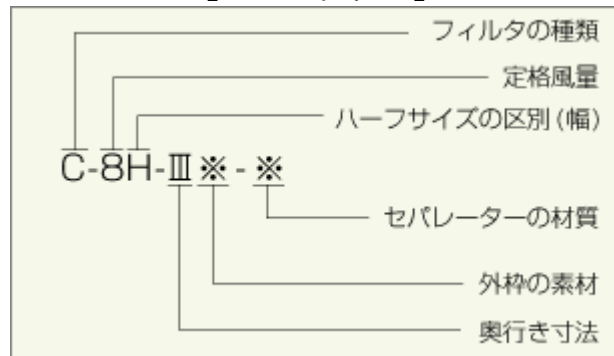 フィルタの種類
定格風量
ハーフサイズの区別(幅)
C-8H-Ⅲ※-※
セパレーターの材質
外枠の素材
奥行き寸法